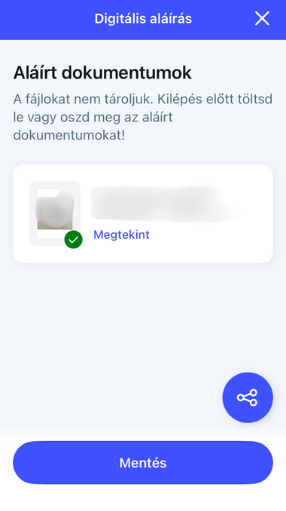 Digitális aláírás
Aláírt dokumentumok
A fájlokat nem tároljuk. Kilépés előtt töltsd
le vagy oszd meg az aláírt
dokumentumokat!
Megtekint
Mentés